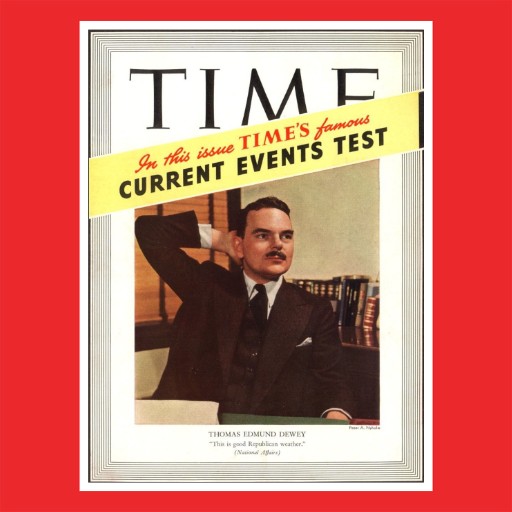 TIME
In this issue TIME'S famous
CURRENT EVENTS TEST
THOMAS EDMUND DEWEY
"This is good Republican weather."
(National Affairs)